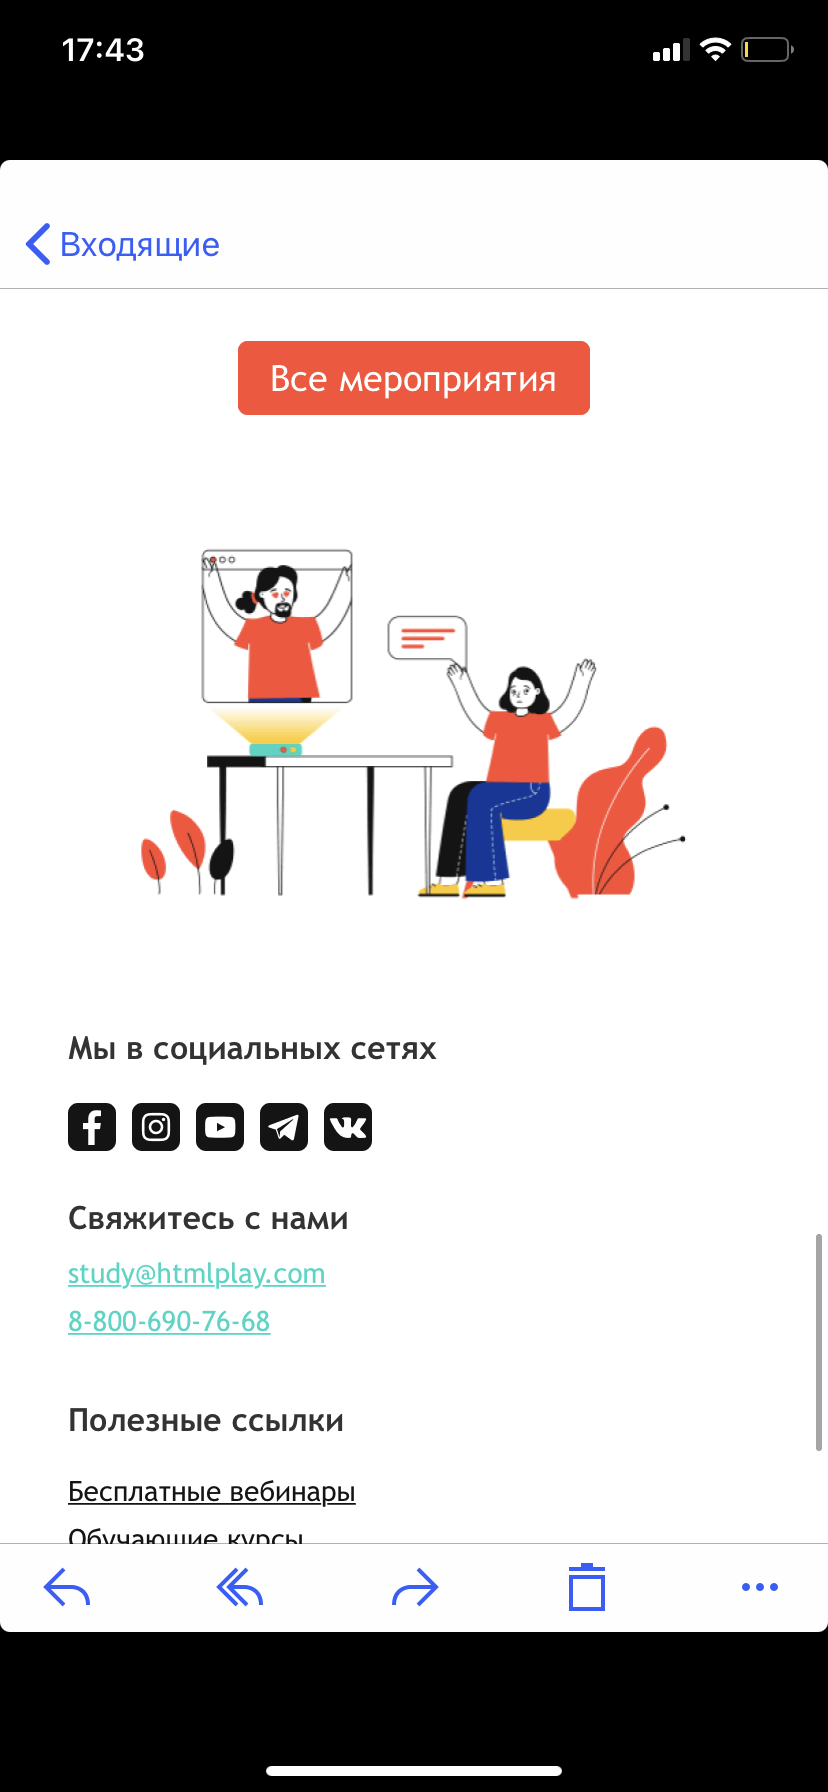 17:43
Входящие
Все мероприятия
Мы в социальных сетях
Свяжитесь с нами
study@htmlplay.com
8-800-690-76-68
Полезные ссылки
Бесплатные вебинары
Обучающие курсы